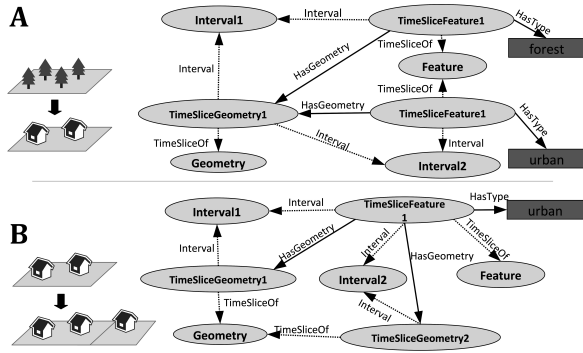 A
Interval1
Interval
TimeSliceFeature1
HasType
forest
TimeSliceOf
Interval
HasGeometry
Feature
TimeSliceOf
TimeSliceGeometry1
HasGeometry
TimeSliceFeature1
HasType
TimeSliceOf
Interval
Interval
Geometry
Interval2
urban
B
Interval1
Interval
TimeSliceFeature
1
HasType
urban
Interval
HasGeometry
Interval
TimeSliceOf
HasGeometry
TimeSliceGeometry1
Interval2
Feature
TimeSliceOf
Interval
Geometry
TimeSliceOf
TimeSliceGeometry2